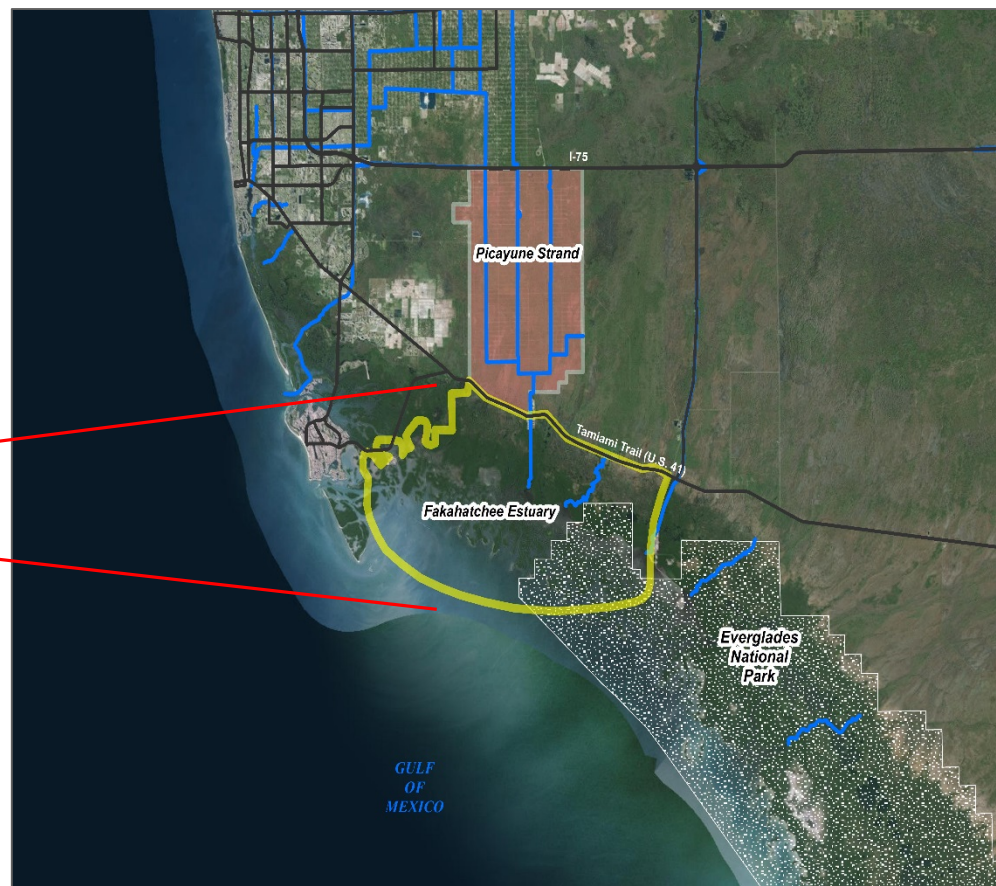 I-75
Picayune Strand
Tamiami Trail (U.S. 41)
Fakahatchee Estuary
Everglades
National
Park
GULF
OF
MEXICO